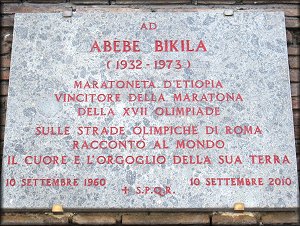 AD
ABEBE BIKILA
(1932 - 1973)
MARATONETA D'ETIOPIA
VINCITORE DELLA MARATONA
DELLA XVII OLIMPIADE
SULLE STRADE OLIMPICHE DI ROMA
RACCONTO AL MONDO
IL CUORE E L'ORGOGLIO DELLA SUA TERRA
10 SETTEMBRE 1960 10 SETTEMBRE 2010
+ S.P.Q.R.